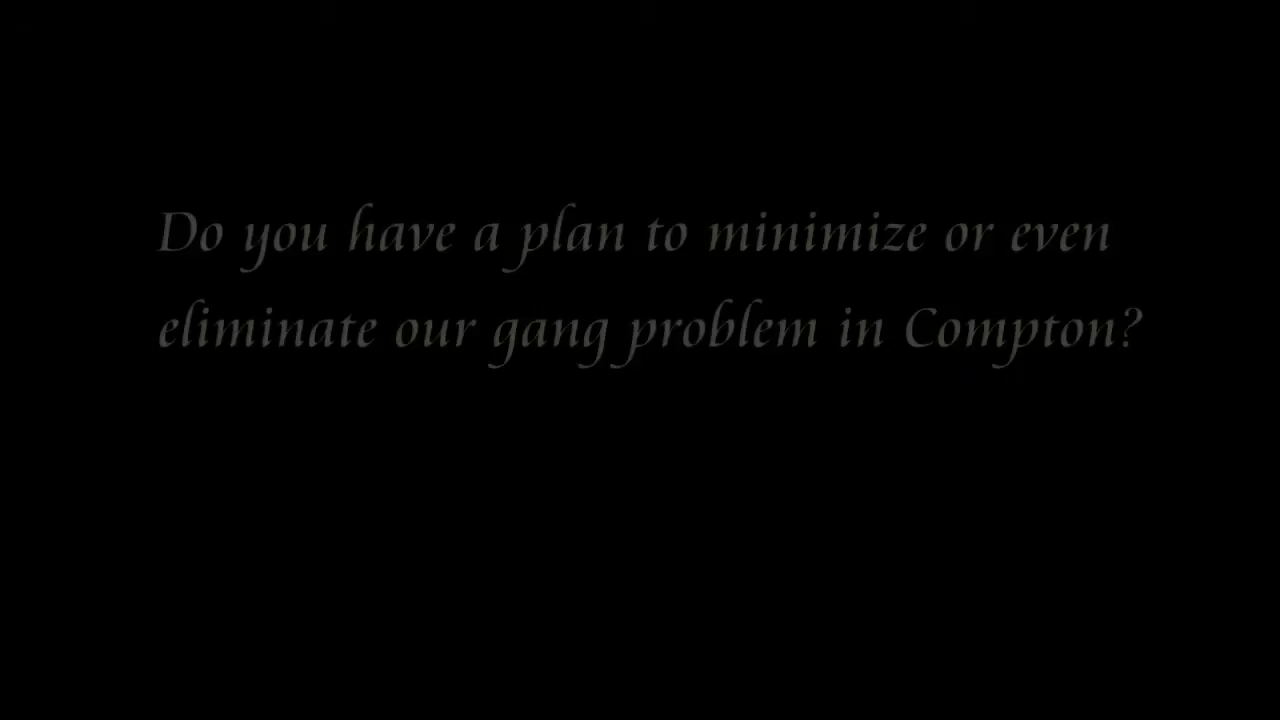 Do you have a plan to minimize or even
eliminate our gang problem in Compton?